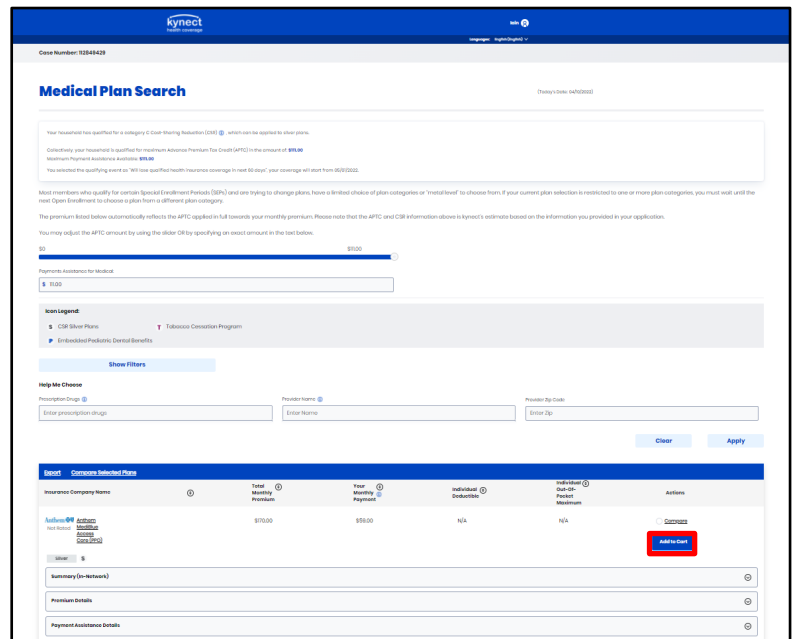 kynect
health coverage
Iain
Languages: English (English)
Case Number: 112849428
Medical Plan Search
(Today's Date: 04/10/2022)
Your household has qualified for a category C Cost-Sharing Reduction (CSR) , which can be applied to silver plans.
Collectively your household is qualified for maximum Advance Premium Tax Credit (APTC) in the amount of: $111.00
Maximum Payment Assistance Available: $111.00
You selected the qualifying event as "Will lose qualified health insurance coverage in next 60 days", your coverage will start from 05/01/2022.
Most members who qualify for certain Special Enrollment Periods (SEPs) and are trying to change plans, have a limited choice of plan categories or "metal level" to choose from. If your current plan selection is restricted to one or more plan categories, you must wait until the
next Open Enrollment to choose a plan from a different plan category.
The premium listed below automatically reflects the APTC applied in full towards your monthly premium. Please note that the APTC and CSR information above is kynect's estimate based on the information you provided in your application.
You may adjust the APTC amount by using the slider OR by specifying an exact amount in the text below.
$0 $111.00
Payments Assistance for Medical
$ 111.00
Icon Legend:
S CSR Silver Plans T Tobacco Cessation Program
P Embedded Pediatric Dental Benefits
Show Filters
Help Me Choose
Prescription Drugs Provider Name Provider Zip Code
Enter prescription drugs Enter Name Enter Zip
Clear Apply
Export Compare Selected Plans
Insurance Company Name Total Monthly Premium Your Monthly Payment Individual Deductible Individual Out-Of-Pocket Maximum Actions
Anthem Anthem $170.00 $59.00 N/A N/A Compare
Not Rated MediBlue
Access
Core (PPO)
Add to Cart
Silver S
Summary (In-Network)
Premium Details
Payment Assistance Details